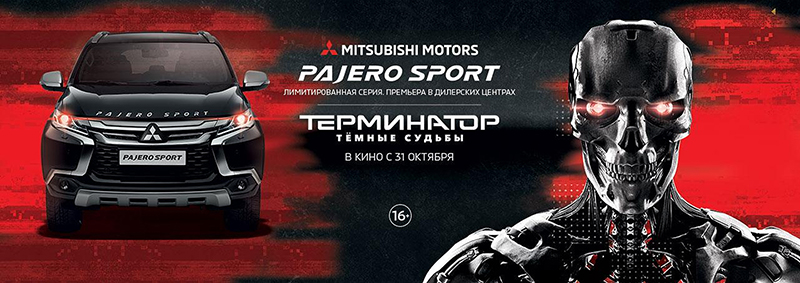 PAJERO SPORT
PAJERO SPORT
MITSUBISHI MOTORS
PAJERO SPORT
ЛИМИТИРОВАННАЯ СЕРИЯ. ПРЕМЬЕРА В ДИЛЕРСКИХ ЦЕНТРАХ
ТЕРМИНАТОР
ТЁМНЫЕ СУДЬБЫ
В КИНО С 31 ОКТЯБРЯ
16+